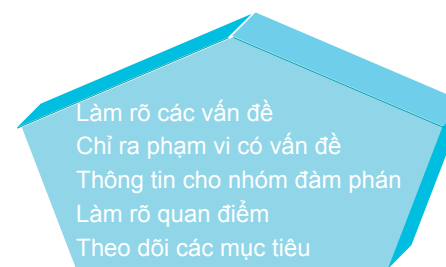 Làm rõ các vấn đề
Chỉ ra phạm vi có vấn đề
Thông tin cho nhóm đàm phán
Làm rõ quan điểm
Theo dõi các mục tiêu